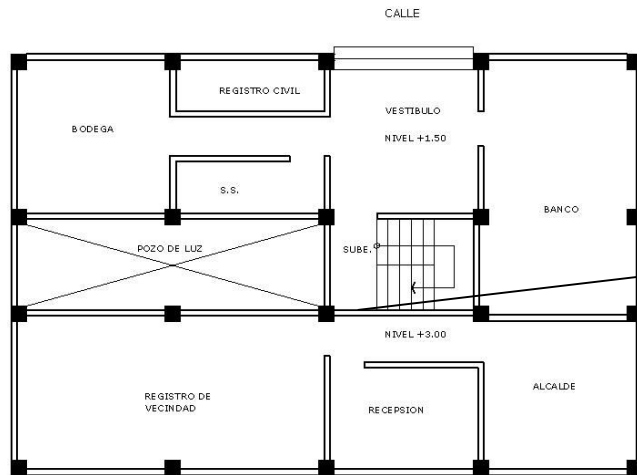 CALLE
REGISTRO CIVIL
BODEGA
VESTIBULO
NIVEL +1.50
S.S.
BANCO
POZO DE LUZ
SUBE.
NIVEL +3.00
REGISTRO DE
VECINDAD
RECEPSION
ALCALDE